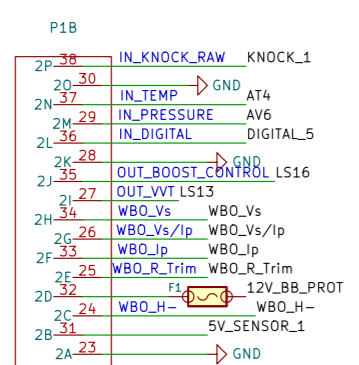 P1B
38 IN_KNOCK_RAW KNOCK_1
2P
30 GND
2O
37 IN_TEMP AT4
2N
29 IN_PRESSURE AV6
2M
36 IN_DIGITAL DIGITAL_5
2L
28 GND
2K
35 OUT_BOOST_CONTROL LS16
2J
27 OUT_VVT LS13
2I
34 WBO_Vs WBO_Vs
2H
26 WBO_Vs/Ip WBO_Vs/Ip
2G
33 WBO_Ip WBO_Ip
2F
25 WBO_R_Trim WBO_R_Trim
2E
32 F1 12V_BB_PROT
2D
24 WBO_H- WBO_H-
2C
31 5V_SENSOR_1
2B
23 GND
2A